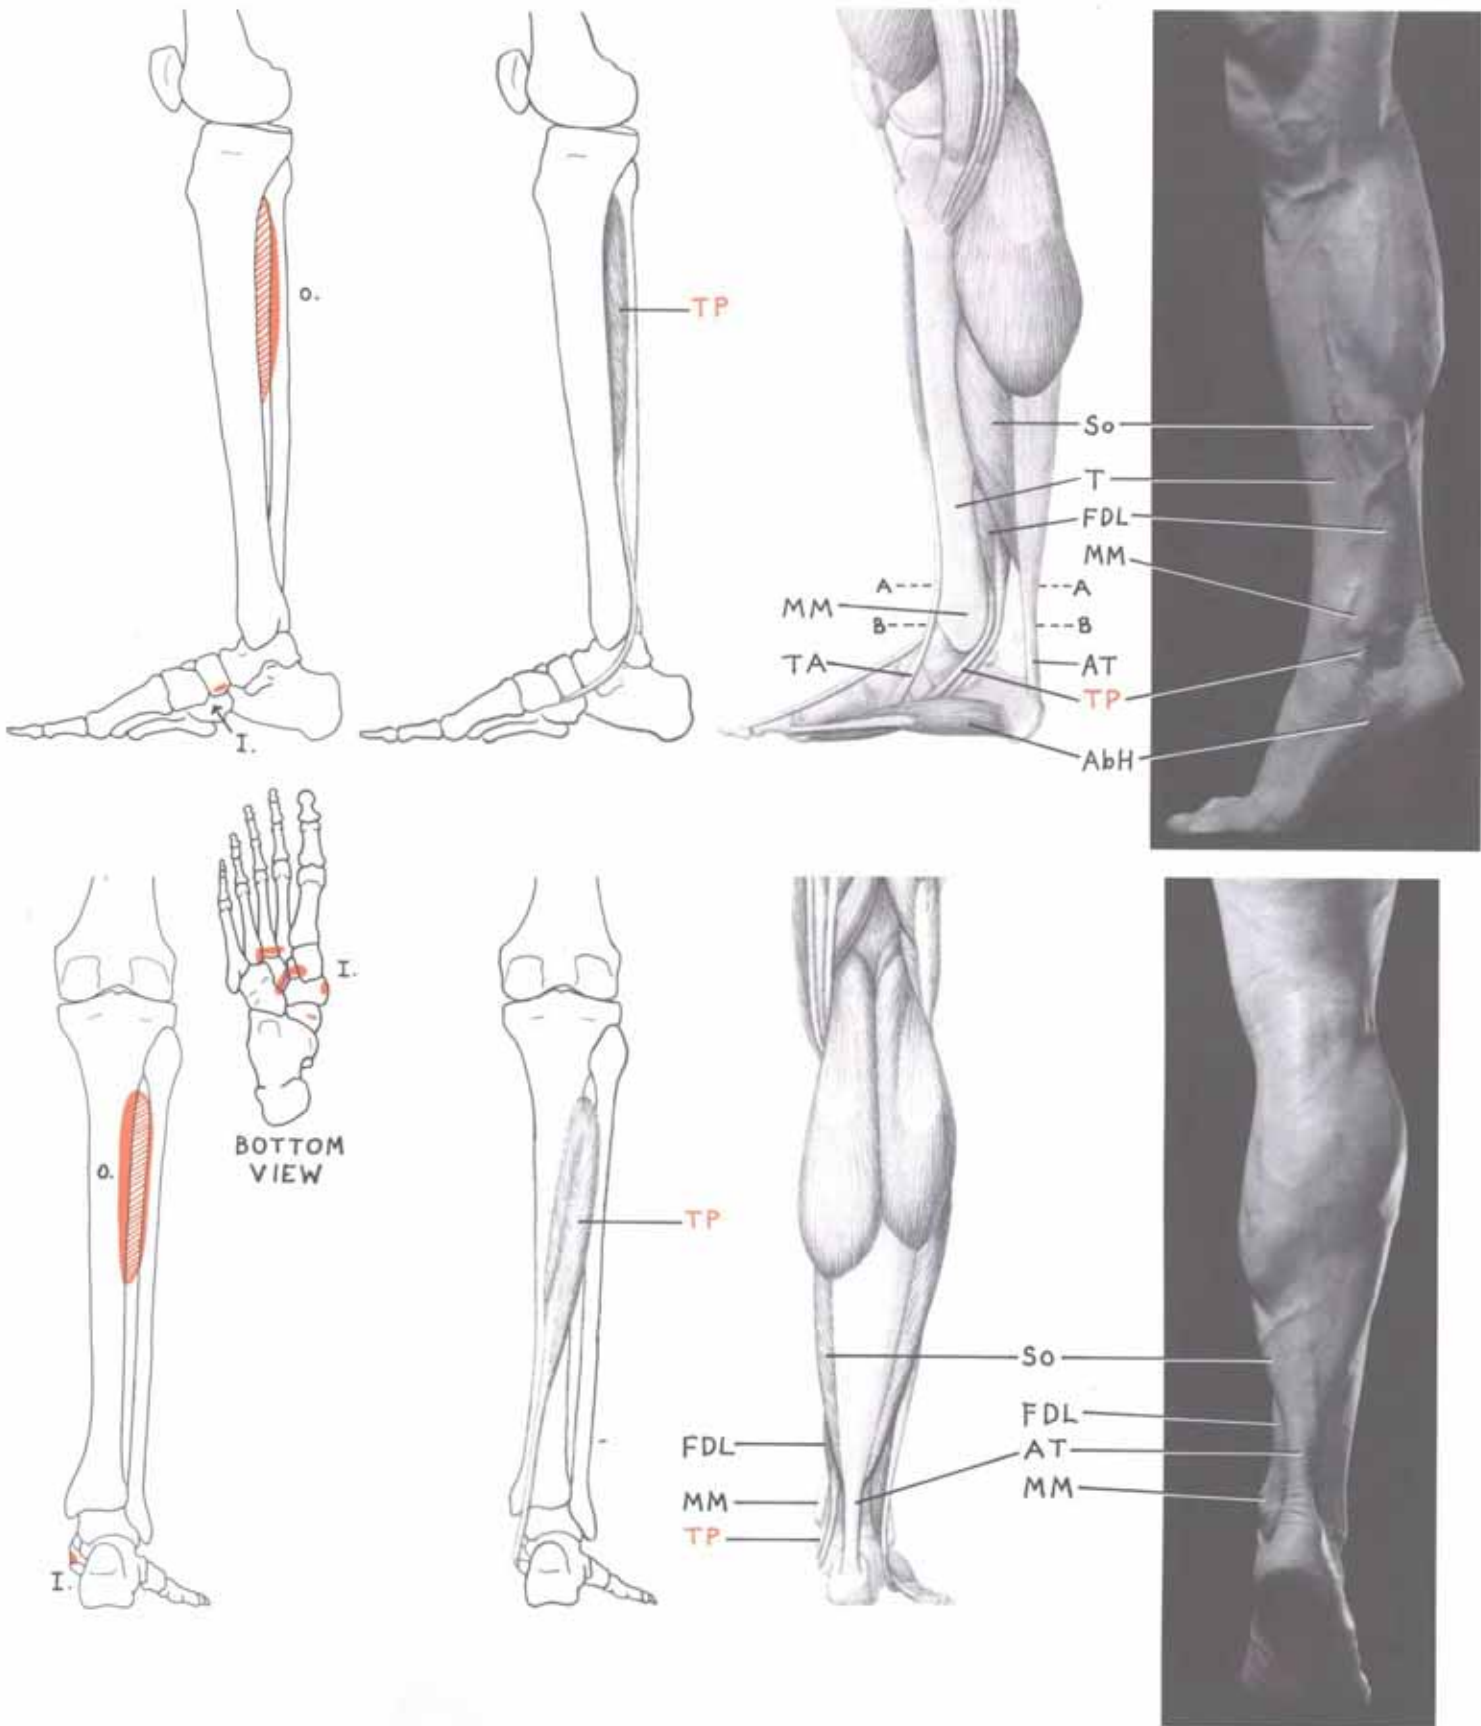 O.
TP
So
T
FDL
MM
A A
MM
B B
TA
AT
TP
AbH
I.
I.
BOTTOM
VIEW
O.
TP
So
FDL
FDL
AT
MM
MM
TP
I.